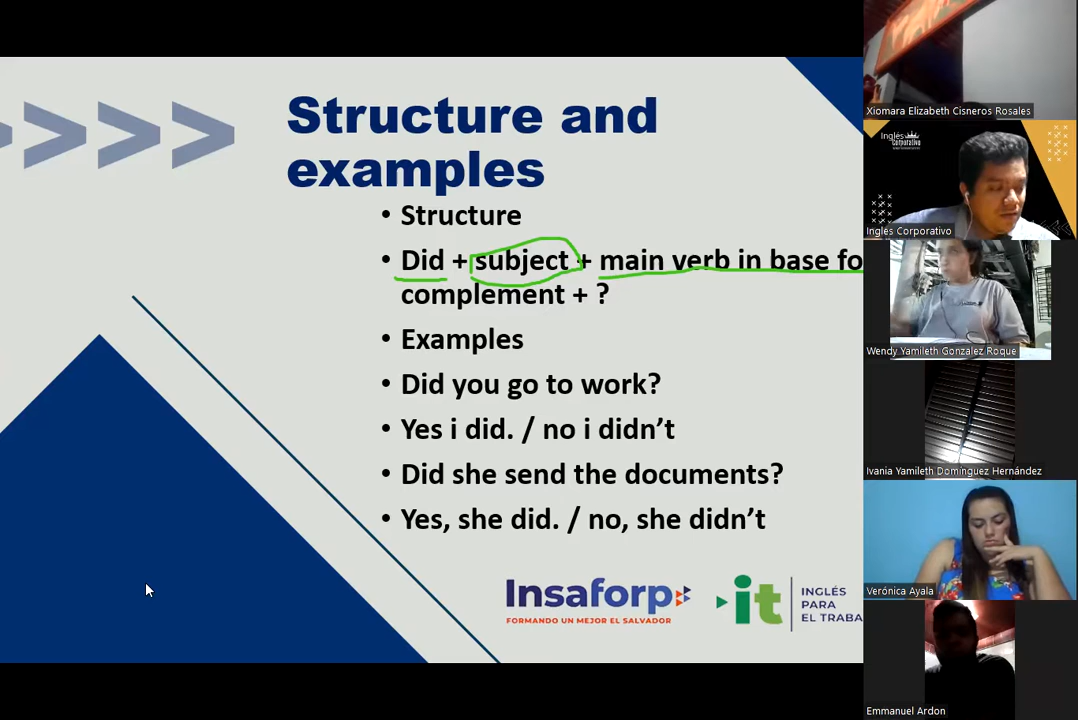 Structure and
examples
• Structure
• Did + subject + main verb in base fo
complement + ?
• Examples
• Did you go to work?
• Yes i did. / no i didn't
• Did she send the documents?
• Yes, she did. / no, she didn't
Insaforp
FORMANDO UN MEJOR EL SALVADOR
it
INGLÉS
PARA
EL TRABA
Xiomara Elizabeth Cisneros Rosales
Inglés
Corporativo
Inglés Corporativo
Wendy Yamileth González Roque
Ivania Yamileth Domínguez Hernández
Verónica Ayala
Emmanuel Ardon